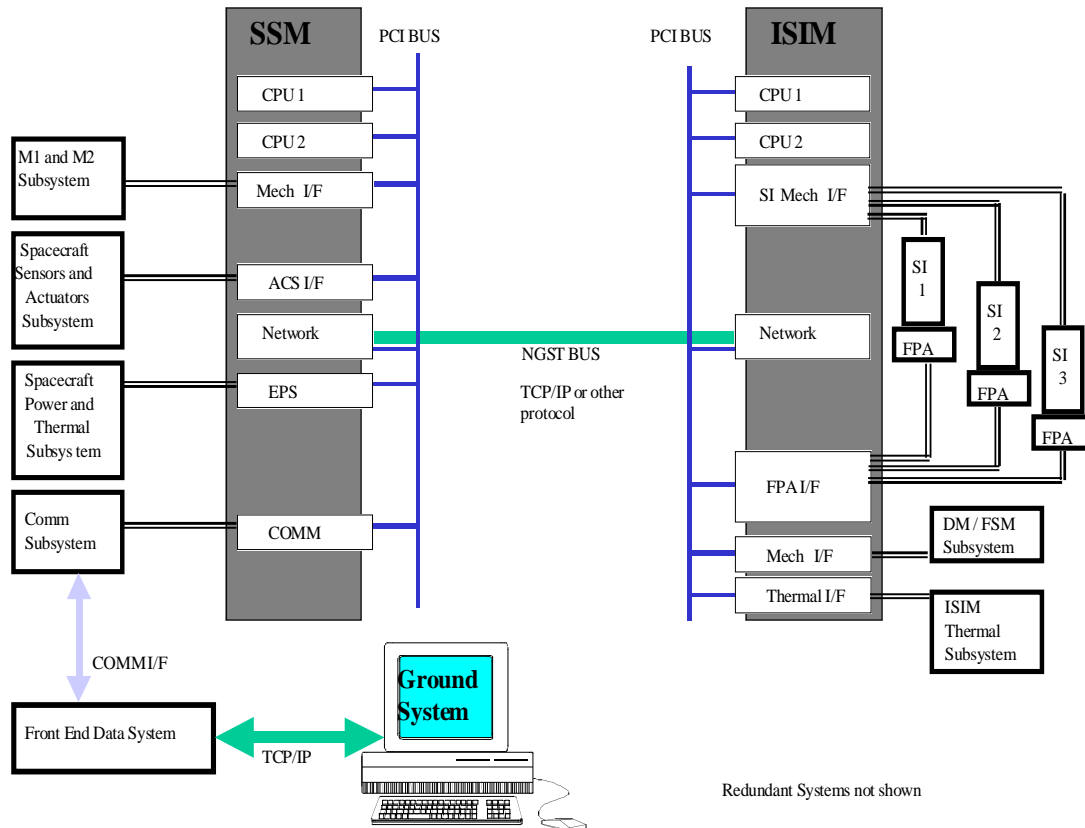 SSM
PCI BUS
CPU 1
CPU 2
Mech I/F
ACS I/F
Network
EPS
COMM
M1 and M2
Subsystem
Spacecraft
Sensors and
Actuators
Subsystem
Spacecraft
Power and
Thermal
Subsys tem
Comm
Subsystem
COMM I/F
Front End Data System
TCP/IP
Ground
System
NGST BUS
TCP/IP or other
protocol
PCI BUS
ISIM
CPU 1
CPU 2
SI Mech I/F
Network
FPA I/F
Mech I/F
Thermal I/F
SI
1
FPA
SI
2
FPA
SI
3
FPA
DM / FSM
Subsystem
ISIM
Thermal
Subsystem
Redundant Systems not shown